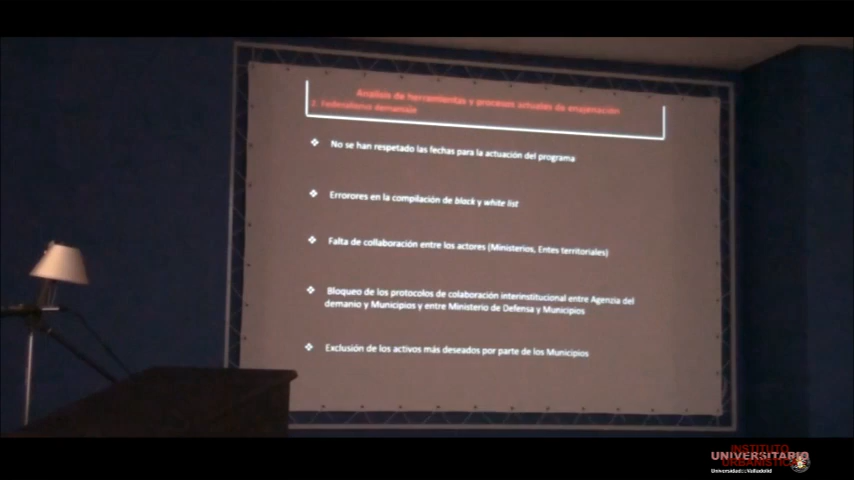 Analisis de herramientas y procesos actuales de enajenación
2. Federalismo demaniale
❖ No se han respetado las fechas para la actuación del programa
❖ Errorores en la compilación de black y white list
❖ Falta de collaboración entre los actores (Ministerios, Entes territoriales)
❖ Bloqueo de los protocolos de colaboración interinstitucional entre Agenzia del
demanio y Municipios y entre Ministerio de Defensa y Municipios
❖ Exclusión de los activos más deseados por parte de los Municipios
INSTITUTO
UNIVERSITARIO
URBANÍSTICA
Universidad de Valladolid